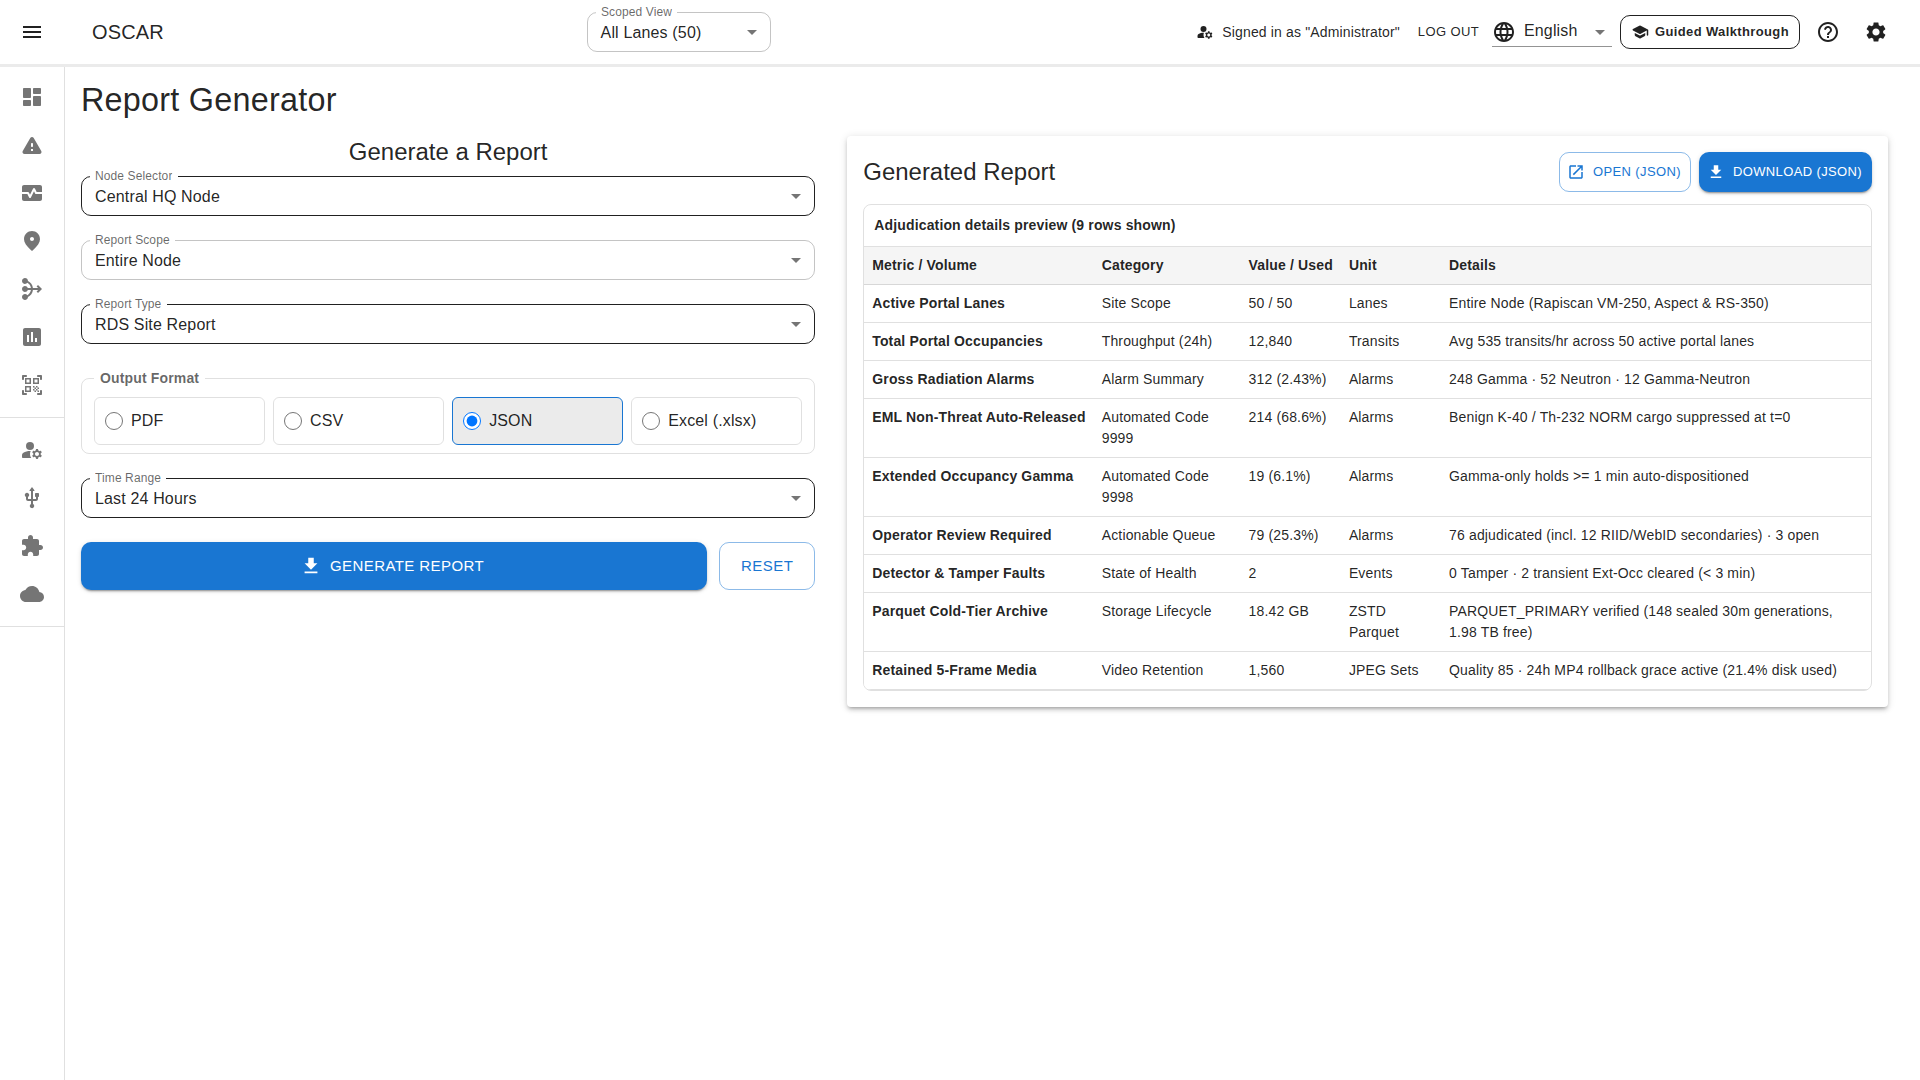 OSCAR
Scoped View
All Lanes (50)
Signed in as "Administrator"
LOG OUT
English
Guided Walkthrough
Report Generator
Generate a Report
Node Selector
Central HQ Node
Report Scope
Entire Node
Report Type
RDS Site Report
Output Format
PDF
CSV
JSON
Excel (.xlsx)
Time Range
Last 24 Hours
GENERATE REPORT
RESET
Generated Report
OPEN (JSON)
DOWNLOAD (JSON)
Adjudication details preview (9 rows shown)
Metric / Volume Category Value / Used Unit Details
Active Portal Lanes Site Scope 50 / 50 Lanes Entire Node (Rapiscan VM-250, Aspect & RS-350)
Total Portal Occupancies Throughput (24h) 12,840 Transits Avg 535 transits/hr across 50 active portal lanes
Gross Radiation Alarms Alarm Summary 312 (2.43%) Alarms 248 Gamma · 52 Neutron · 12 Gamma-Neutron
EML Non-Threat Auto-Released Automated Code 9999 214 (68.6%) Alarms Benign K-40 / Th-232 NORM cargo suppressed at t=0
Extended Occupancy Gamma Automated Code 9998 19 (6.1%) Alarms Gamma-only holds >= 1 min auto-dispositioned
Operator Review Required Actionable Queue 79 (25.3%) Alarms 76 adjudicated (incl. 12 RIID/WebID secondaries) · 3 open
Detector & Tamper Faults State of Health 2 Events 0 Tamper · 2 transient Ext-Occ cleared (< 3 min)
Parquet Cold-Tier Archive Storage Lifecycle 18.42 GB ZSTD Parquet PARQUET_PRIMARY verified (148 sealed 30m generations, 1.98 TB free)
Retained 5-Frame Media Video Retention 1,560 JPEG Sets Quality 85 · 24h MP4 rollback grace active (21.4% disk used)